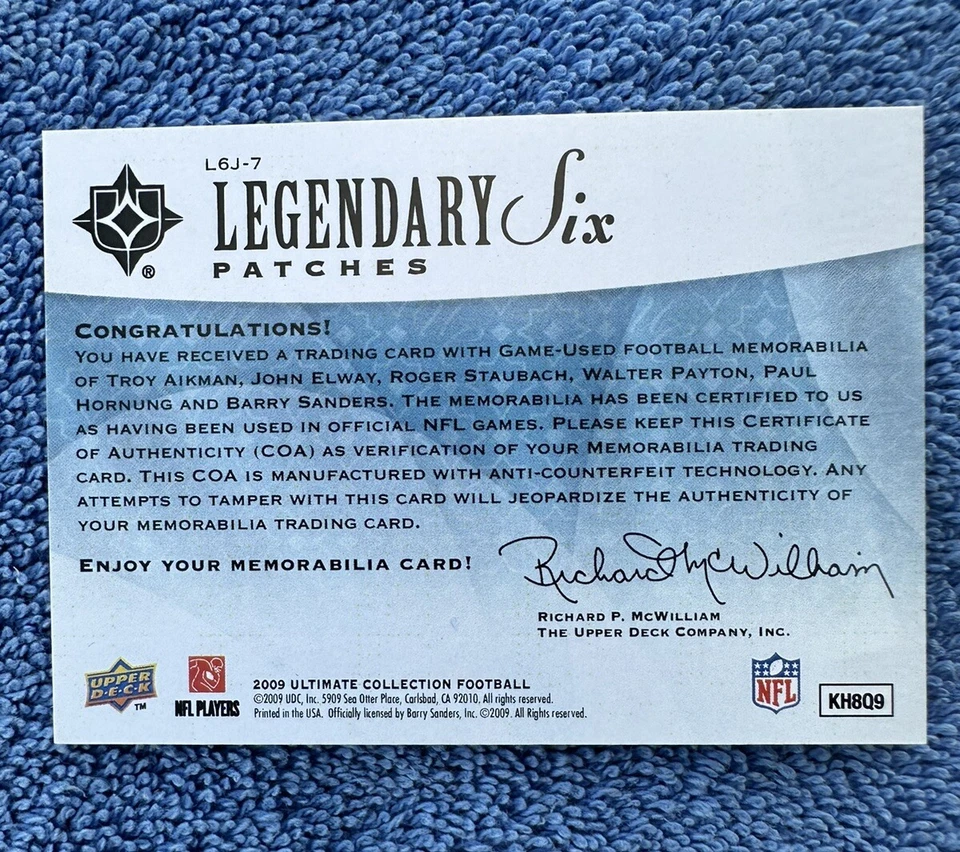 L6J-7
LEGENDARY Six
PATCHES
®
CONGRATULATIONS!
YOU HAVE RECEIVED A TRADING CARD WITH GAME-USED FOOTBALL MEMORABILIA
OF TROY AIKMAN, JOHN ELWAY, ROGER STAUBACH, WALTER PAYTON, PAUL
HORNUNG AND BARRY SANDERS. THE MEMORABILIA HAS BEEN CERTIFIED TO US
AS HAVING BEEN USED IN OFFICIAL NFL GAMES. PLEASE KEEP THIS CERTIFICATE
OF AUTHENTICITY (COA) AS VERIFICATION OF YOUR MEMORABILIA TRADING
CARD. THIS COA IS MANUFACTURED WITH ANTI-COUNTERFEIT TECHNOLOGY. ANY
ATTEMPTS TO TAMPER WITH THIS CARD WILL JEOPARDIZE THE AUTHENTICITY OF
YOUR MEMORABILIA TRADING CARD.
ENJOY YOUR MEMORABILIA CARD!
Richard McWilliam
RICHARD P. MCWILLIAM
THE UPPER DECK COMPANY, INC.
UPPER
D·E·C·K
TM
NFL PLAYERS
2009 ULTIMATE COLLECTION FOOTBALL
©2009 UDC, Inc. 5909 Sea Otter Place, Carlsbad, CA 92010. All rights reserved.
Printed in the USA. Officially licensed by Barry Sanders, Inc. ©2009. All Rights reserved.
NFL
KH8Q9